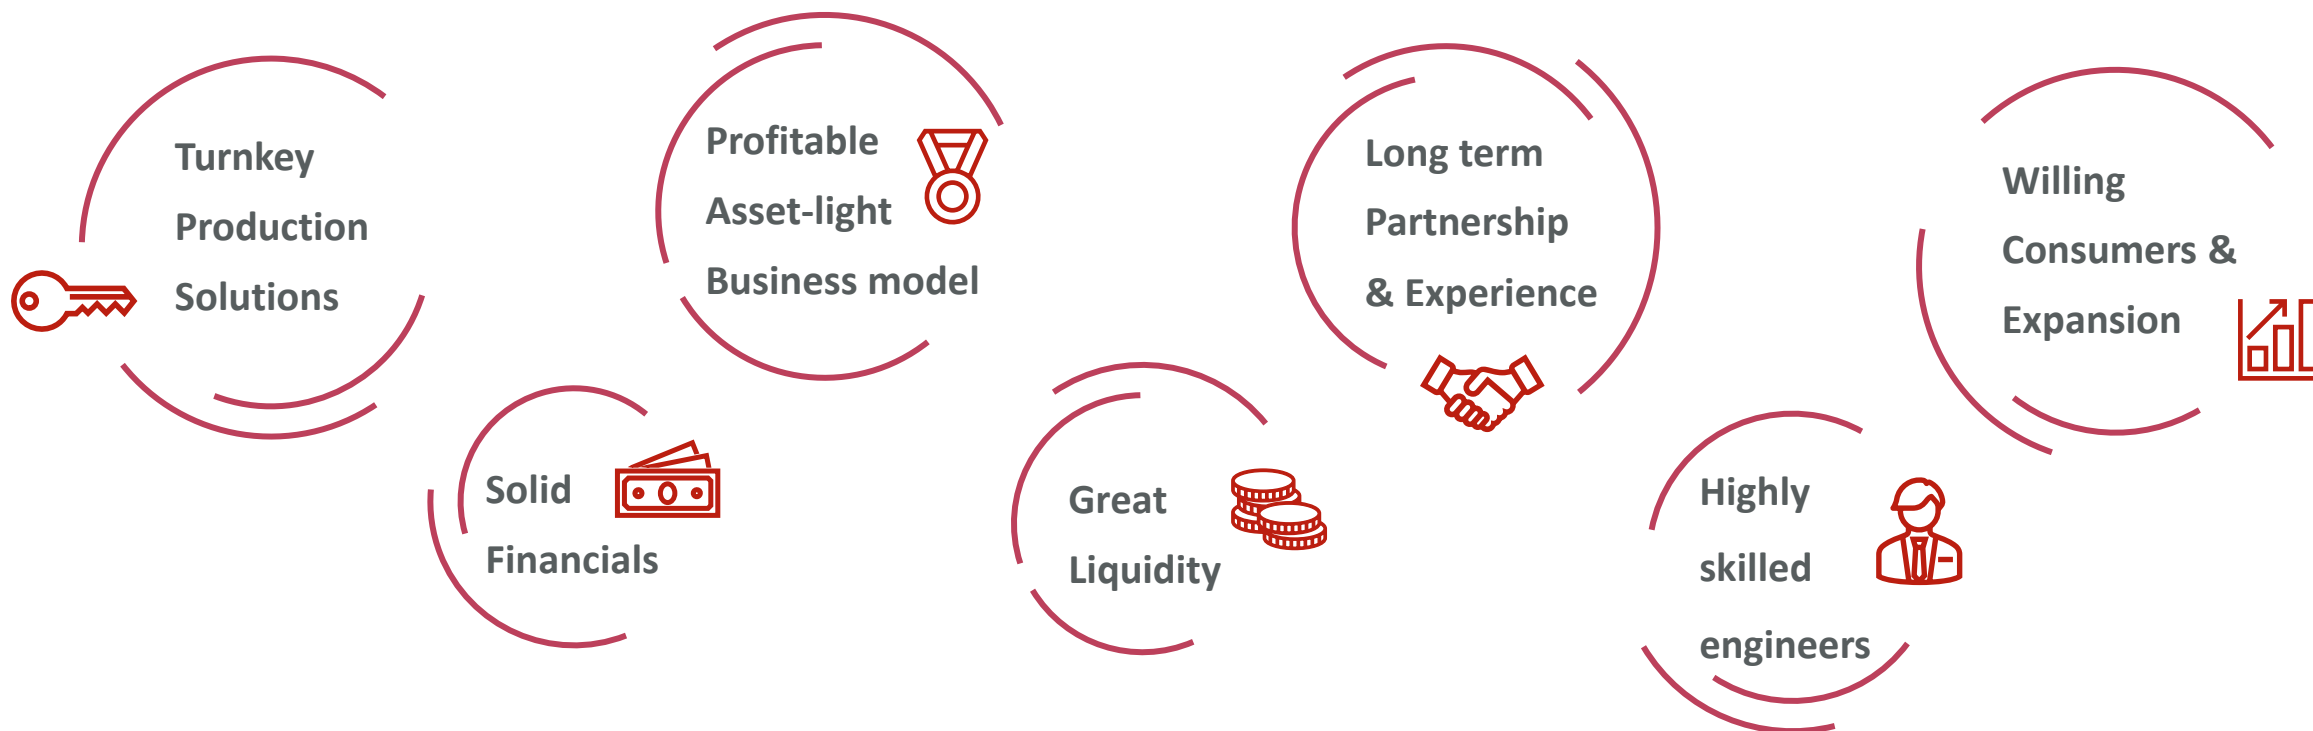 Turnkey
Production
Solutions
Solid
Financials
Profitable
Asset-light
Business model
Great
Liquidity
Long term
Partnership
& Experience
Highly
skilled
engineers
Willing
Consumers &
Expansion